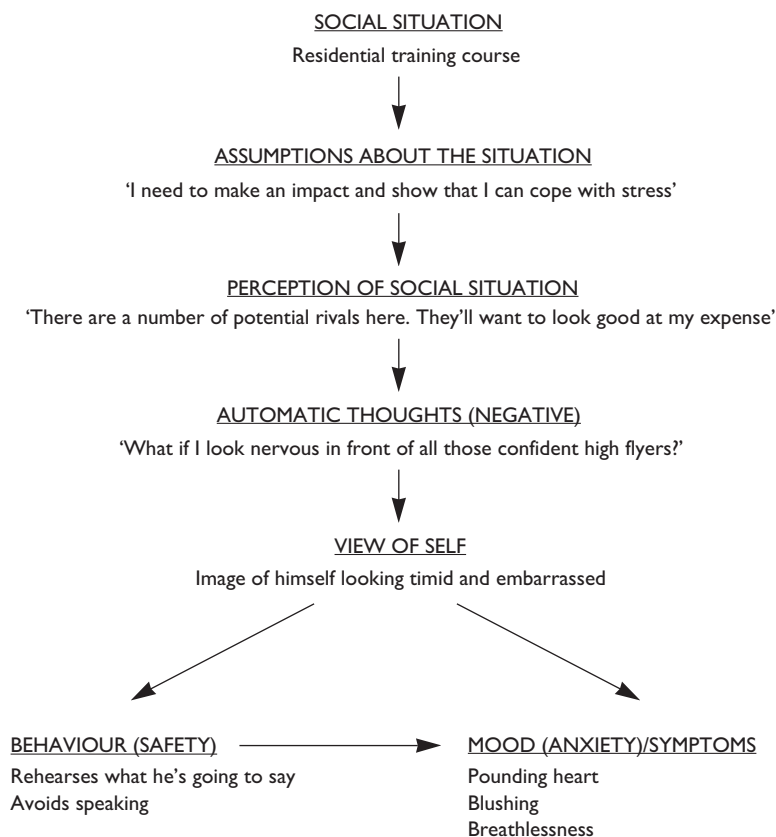 SOCIAL SITUATION
Residential training course
ASSUMPTIONS ABOUT THE SITUATION
‘I need to make an impact and show that I can cope with stress’
PERCEPTION OF SOCIAL SITUATION
‘There are a number of potential rivals here. They’ll want to look good at my expense’
AUTOMATIC THOUGHTS (NEGATIVE)
‘What if I look nervous in front of all those confident high flyers?’
VIEW OF SELF
Image of himself looking timid and embarrassed
BEHAVIOUR (SAFETY)
Rehearses what he’s going to say
Avoids speaking
MOOD (ANXIETY)/SYMPTOMS
Pounding heart
Blushing
Breathlessness